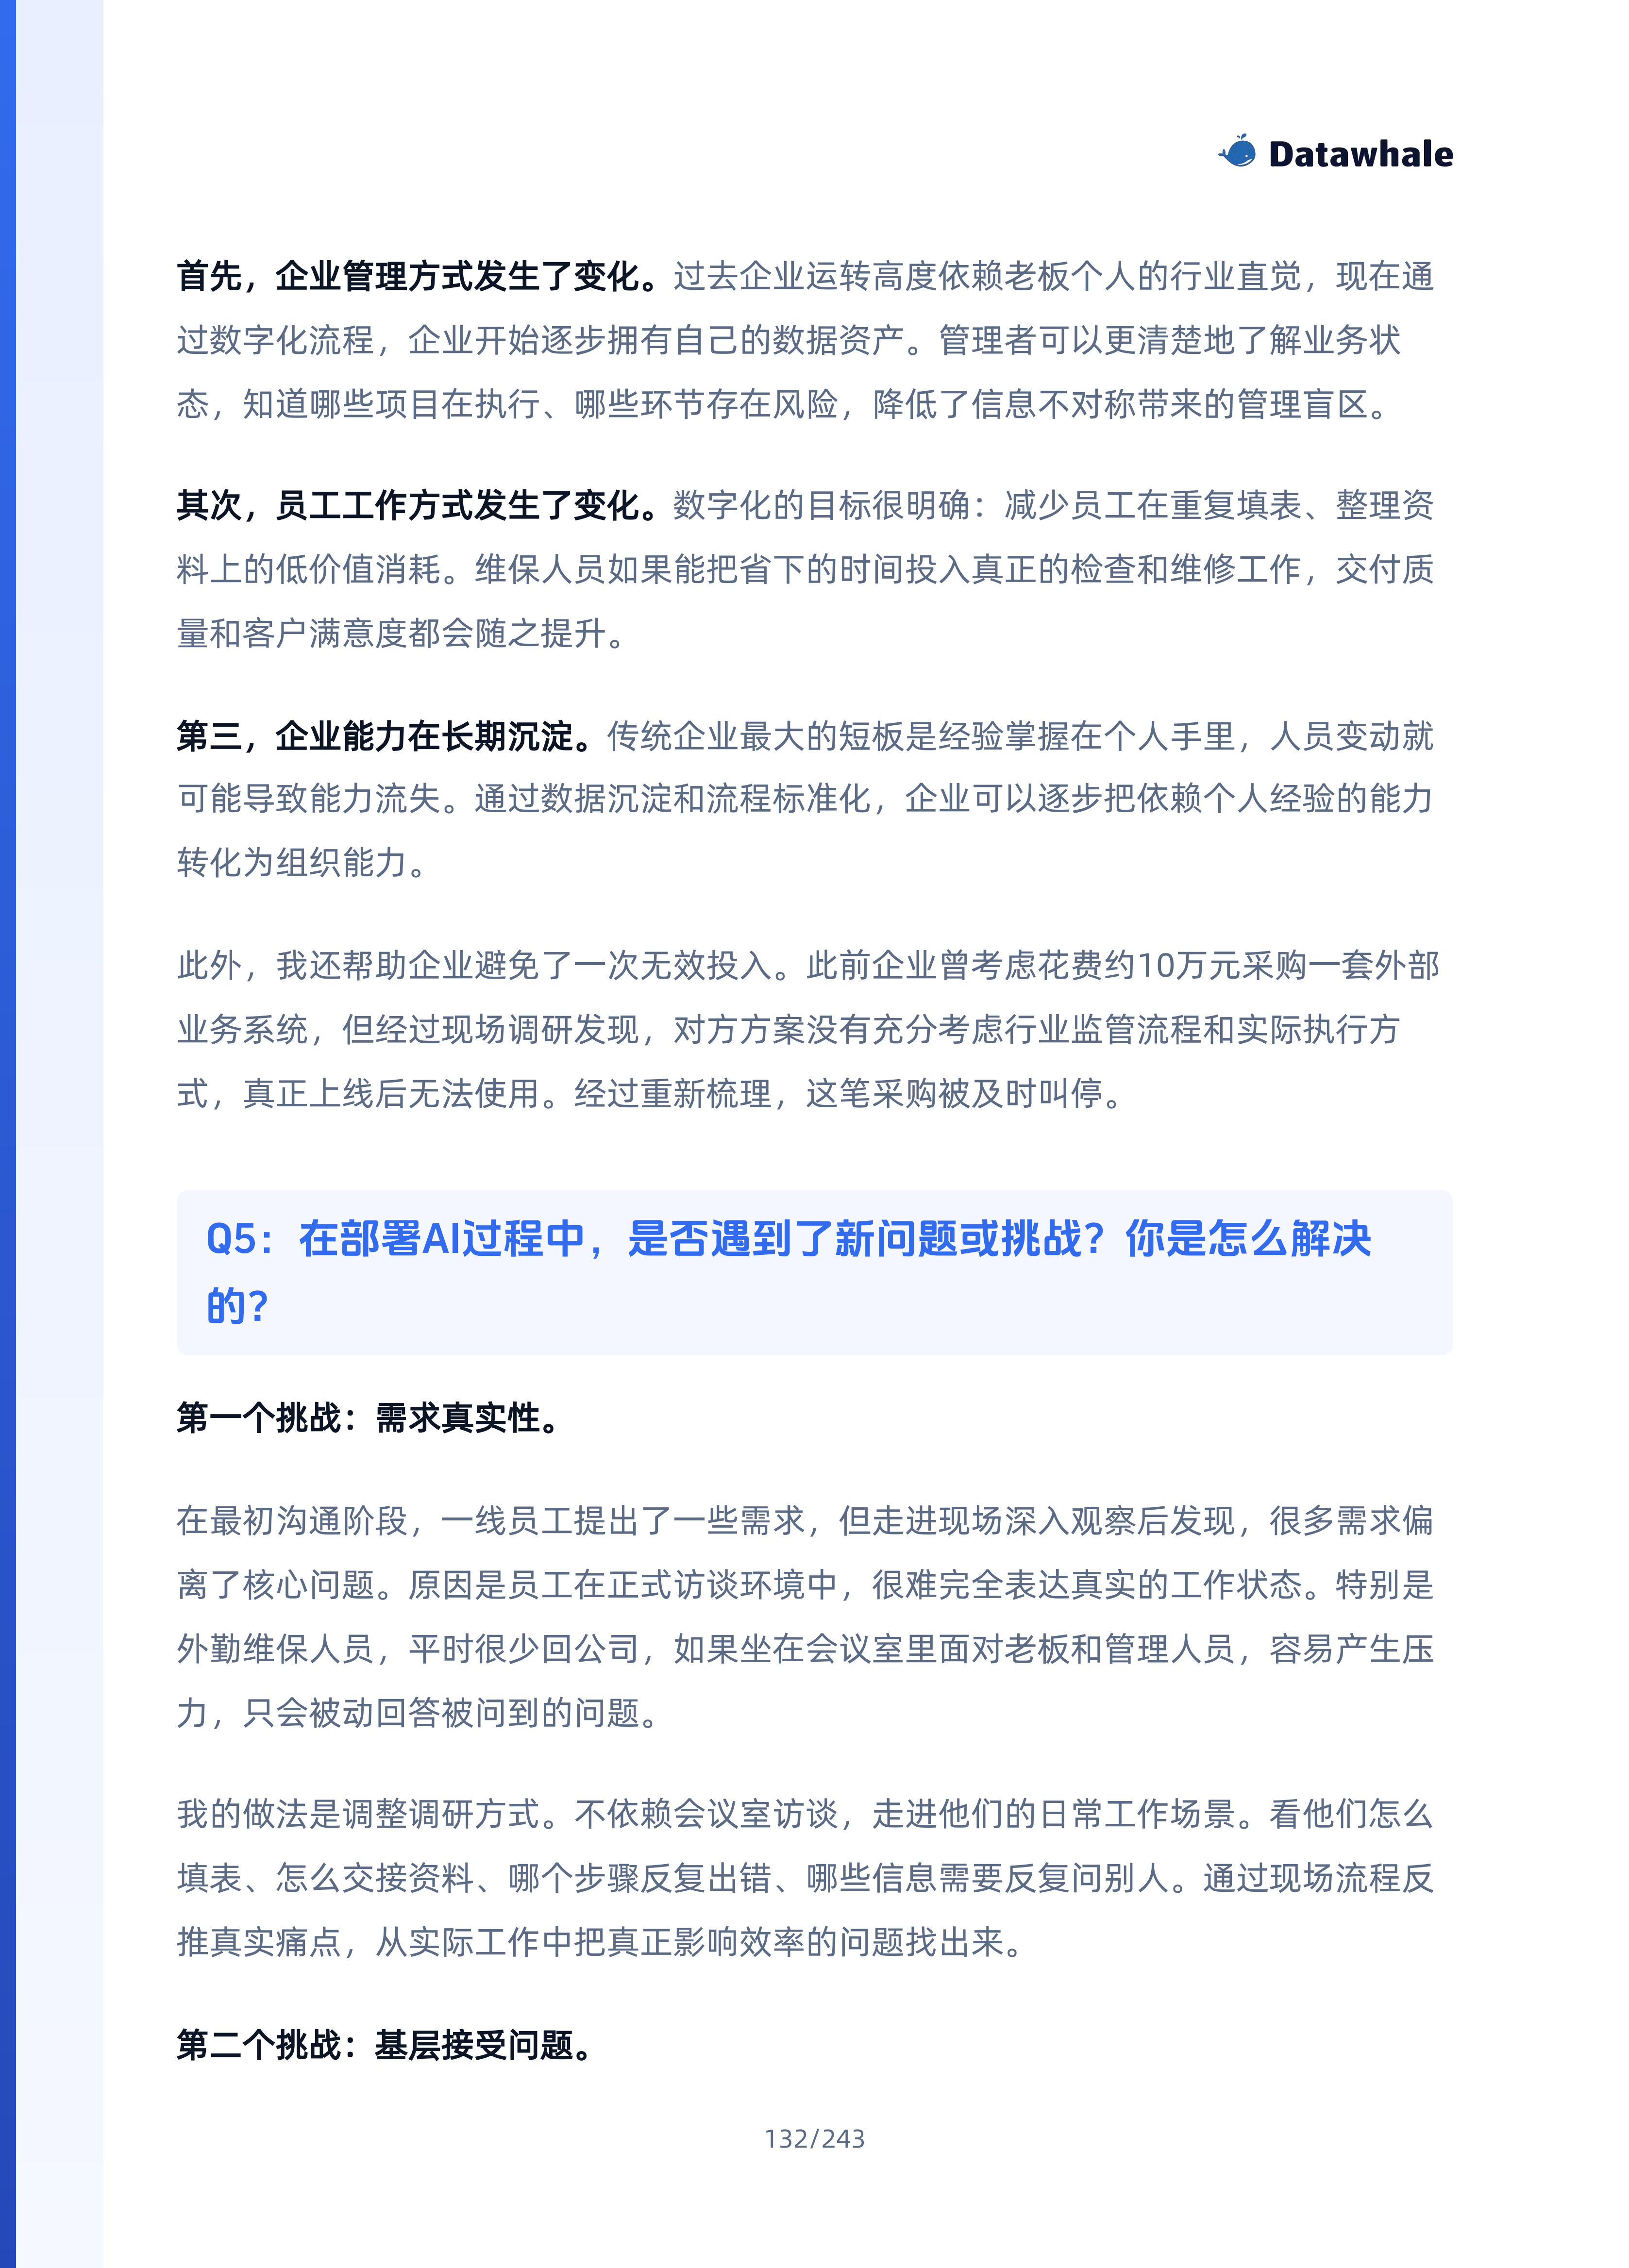 Datawhale
首先，企业管理方式发生了变化。过去企业运转高度依赖老板个人的行业直觉，现在通
过数字化流程，企业开始逐步拥有自己的数据资产。管理者可以更清楚地了解业务状
态，知道哪些项目在执行、哪些环节存在风险，降低了信息不对称带来的管理盲区。
其次，员工工作方式发生了变化。数字化的目标很明确：减少员工在重复填表、整理资
料上的低价值消耗。维保人员如果能把省下的时间投入真正的检查和维修工作，交付质
量和客户满意度都会随之提升。
第三，企业能力在长期沉淀。传统企业最大的短板是经验掌握在个人手里，人员变动就
可能导致能力流失。通过数据沉淀和流程标准化，企业可以逐步把依赖个人经验的能力
转化为组织能力。
此外，我还帮助企业避免了一次无效投入。此前企业曾考虑花费约10万元采购一套外部
业务系统，但经过现场调研发现，对方方案没有充分考虑行业监管流程和实际执行方
式，真正上线后无法使用。经过重新梳理，这笔采购被及时叫停。
Q5：在部署AI过程中，是否遇到了新问题或挑战？你是怎么解决
的？
第一个挑战：需求真实性。
在最初沟通阶段，一线员工提出了一些需求，但走进现场深入观察后发现，很多需求偏
离了核心问题。原因是员工在正式访谈环境中，很难完全表达真实的工作状态。特别是
外勤维保人员，平时很少回公司，如果坐在会议室里面对老板和管理人员，容易产生压
力，只会被动回答被问到的问题。
我的做法是调整调研方式。不依赖会议室访谈，走进他们的日常工作场景。看他们怎么
填表、怎么交接资料、哪个步骤反复出错、哪些信息需要反复问别人。通过现场流程反
推真实痛点，从实际工作中把真正影响效率的问题找出来。
第二个挑战：基层接受问题。
132/243